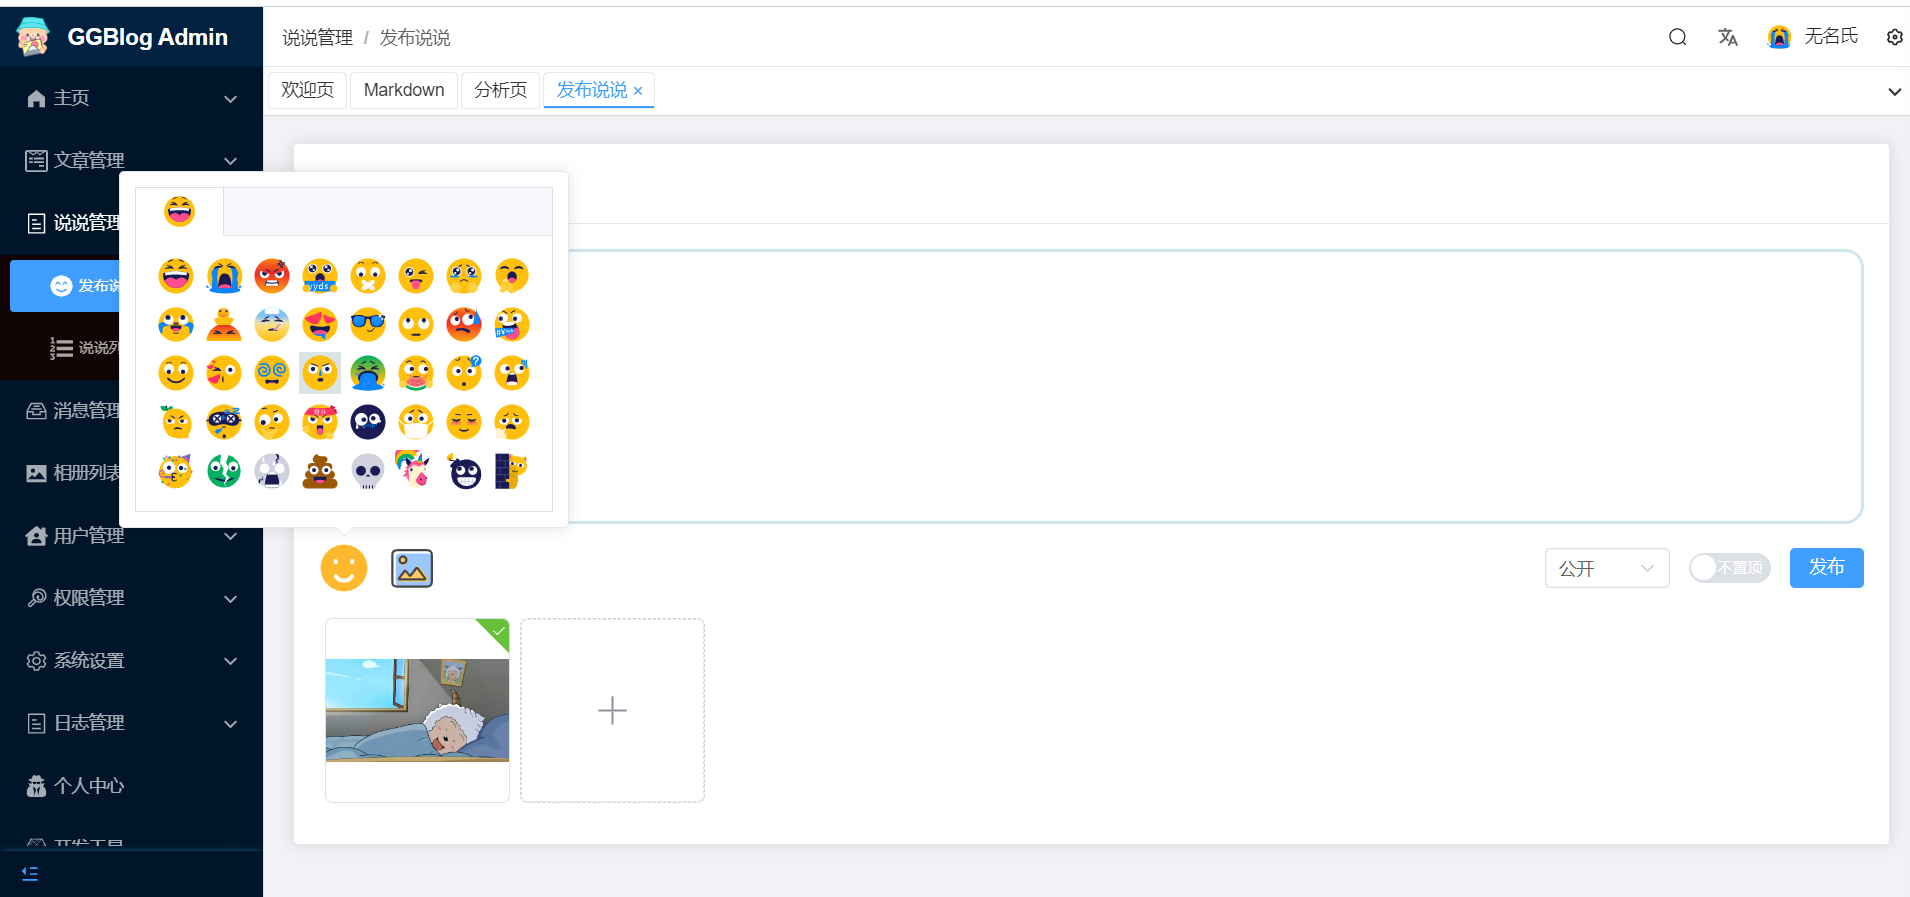 GGBlog Admin
说说管理 / 发布说说
无名氏
欢迎页
Markdown
分析页
发布说说 ×
主页
文章管理
说说管理
发布说
说说列
消息管理
相册列表
用户管理
权限管理
系统设置
日志管理
个人中心
开发工具
yyds
公开
不置顶
发布